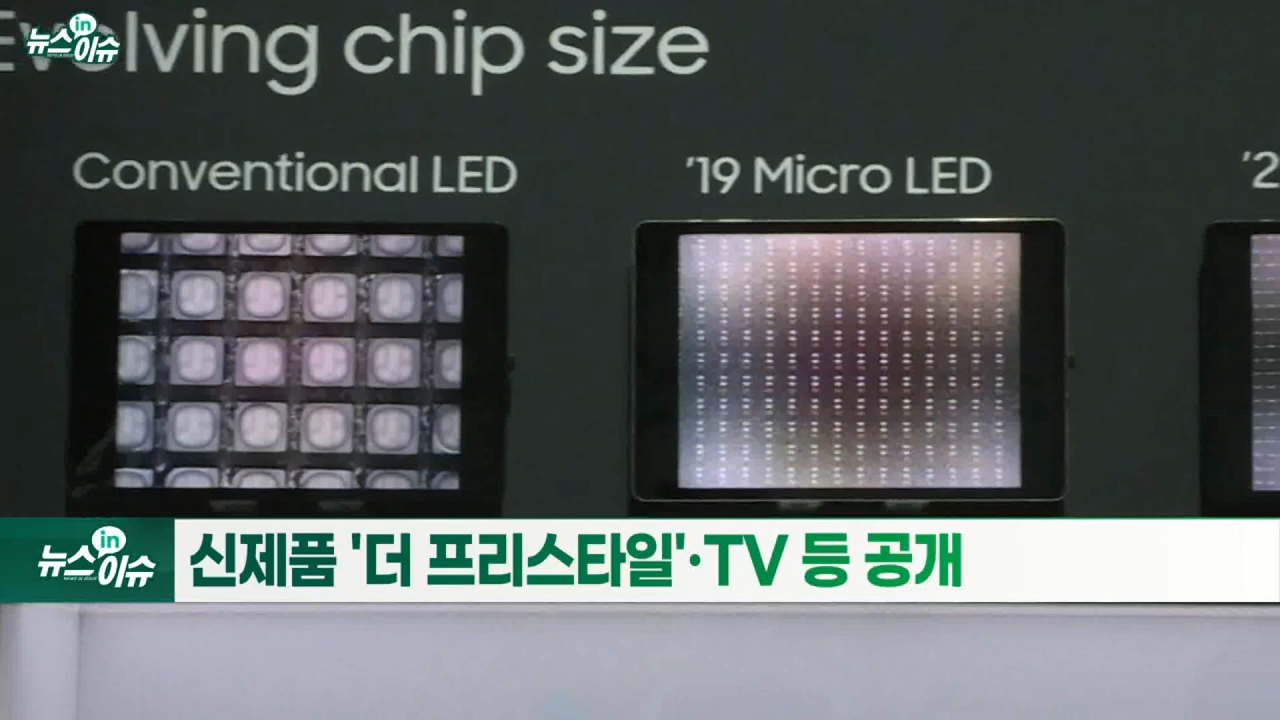 뉴스in이슈
Evolving chip size
Conventional LED
'19 Micro LED
'2
뉴스in이슈
신제품 '더 프리스타일'·TV 등 공개